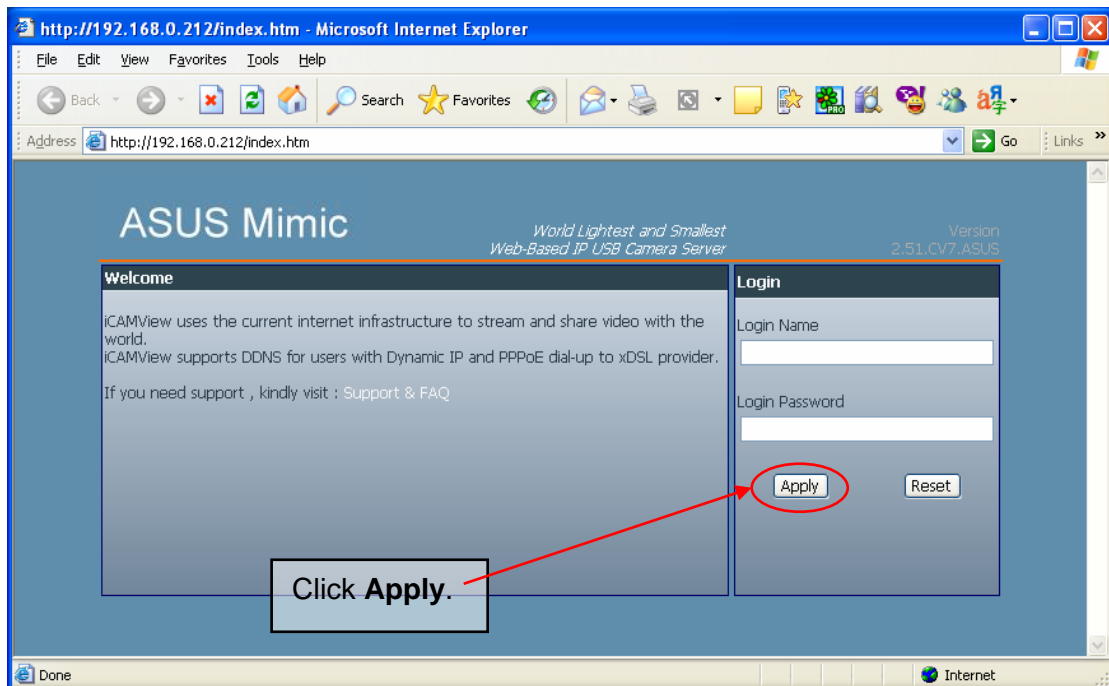 http://192.168.0.212/index.htm - Microsoft Internet Explorer
File Edit View Favorites Tools Help
Back Search Favorites PRO あ록字
Address http://192.168.0.212/index.htm Go Links »
ASUS Mimic
World Lightest and Smallest
Web-Based IP USB Camera Server
Version
2.51.CV7.ASUS
Welcome
iCAMView uses the current internet infrastructure to stream and share video with the
world.
iCAMView supports DDNS for users with Dynamic IP and PPPoE dial-up to xDSL provider.
If you need support , kindly visit : Support & FAQ
Login
Login Name
Login Password
Apply Reset
Click Apply.
Done Internet